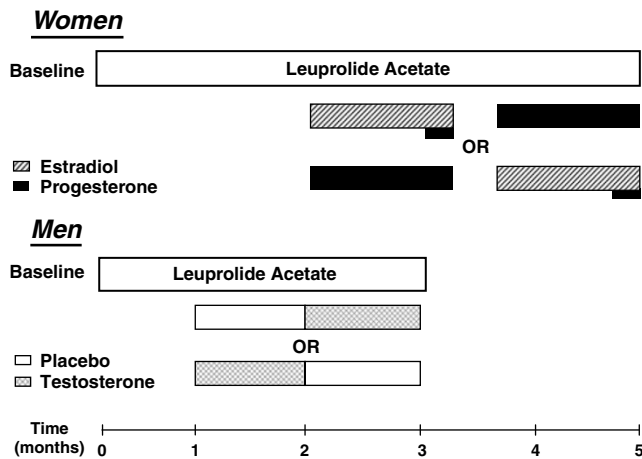 Women
Baseline Leuprolide Acetate
OR
Estradiol
Progesterone
Men
Baseline Leuprolide Acetate
OR
Placebo
Testosterone
Time
(months) 0 1 2 3 4 5